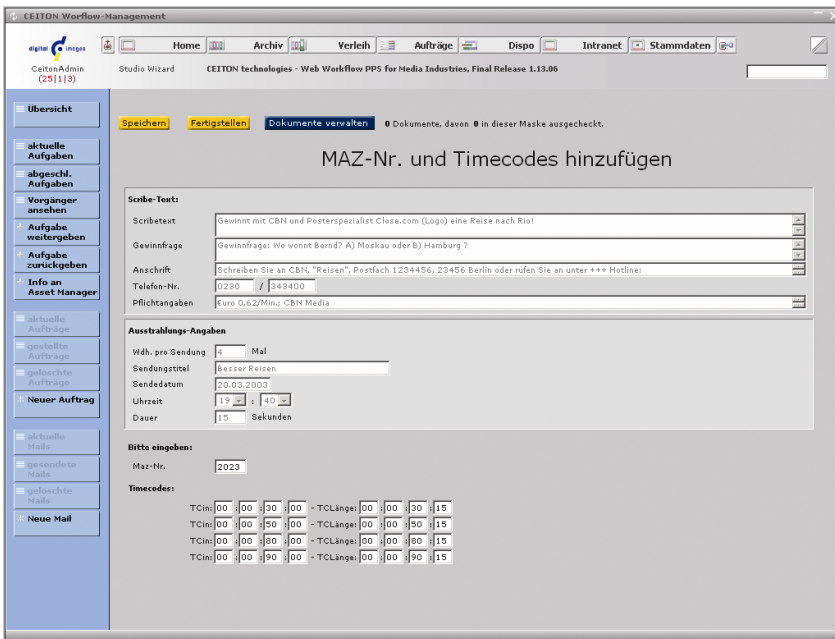 CEITON Worflow-Management
digital images
Home Archiv Verleih Aufträge Dispo Intranet Stammdaten
CeitonAdmin
(25|1|3)
Studio Wizard CEITON technologies - Web Workflow PPS for Media Industries, Final Release 1.13.06
Übersicht
aktuelle
Aufgaben
abgeschl.
Aufgaben
Vorgänger
ansehen
Aufgabe
weitergeben
Aufgabe
zurückgeben
Info an
Asset Manager
aktuelle
Aufträge
gestellte
Aufträge
gelöschte
Aufträge
Neuer Auftrag
aktuelle
Mails
gesendete
Mails
gelöschte
Mails
Neue Mail
Speichern Fertigstellen Dokumente verwalten 0 Dokumente, davon 0 in dieser Maske ausgecheckt.
MAZ-Nr. und Timecodes hinzufügen
Scribe-Text:
Scribetext Gewinnt mit CBN und Posterspezialist Close.com (Logo) eine Reise nach Rio!
Gewinnfrage Gewinnfrage: Wo wonnt Bernd? A) Moskau oder B) Hamburg ?
Anschrift Schreiben Sie an CBN, "Reisen", Postfach 1234456, 23456 Berlin oder rufen Sie an unter +++ Hotline:
Telefon-Nr. 0230 / 343400
Pflichtangaben €uro 0,62/Min.; CBN Media
Ausstrahlungs-Angaben
Wdh. pro Sendung 4 Mal
Sendungstitel Besser Reisen
Sendedatum 20.03.2003
Uhrzeit 19 : 40
Dauer 15 Sekunden
Bitte eingeben:
Maz-Nr. 2023
Timecodes:
TCin: 00 : 00 : 30 : 00 - TCLänge: 00 : 00 : 30 : 15
TCin: 00 : 00 : 50 : 00 - TCLänge: 00 : 00 : 50 : 15
TCin: 00 : 00 : 80 : 00 - TCLänge: 00 : 00 : 80 : 15
TCin: 00 : 00 : 90 : 00 - TCLänge: 00 : 00 : 90 : 15